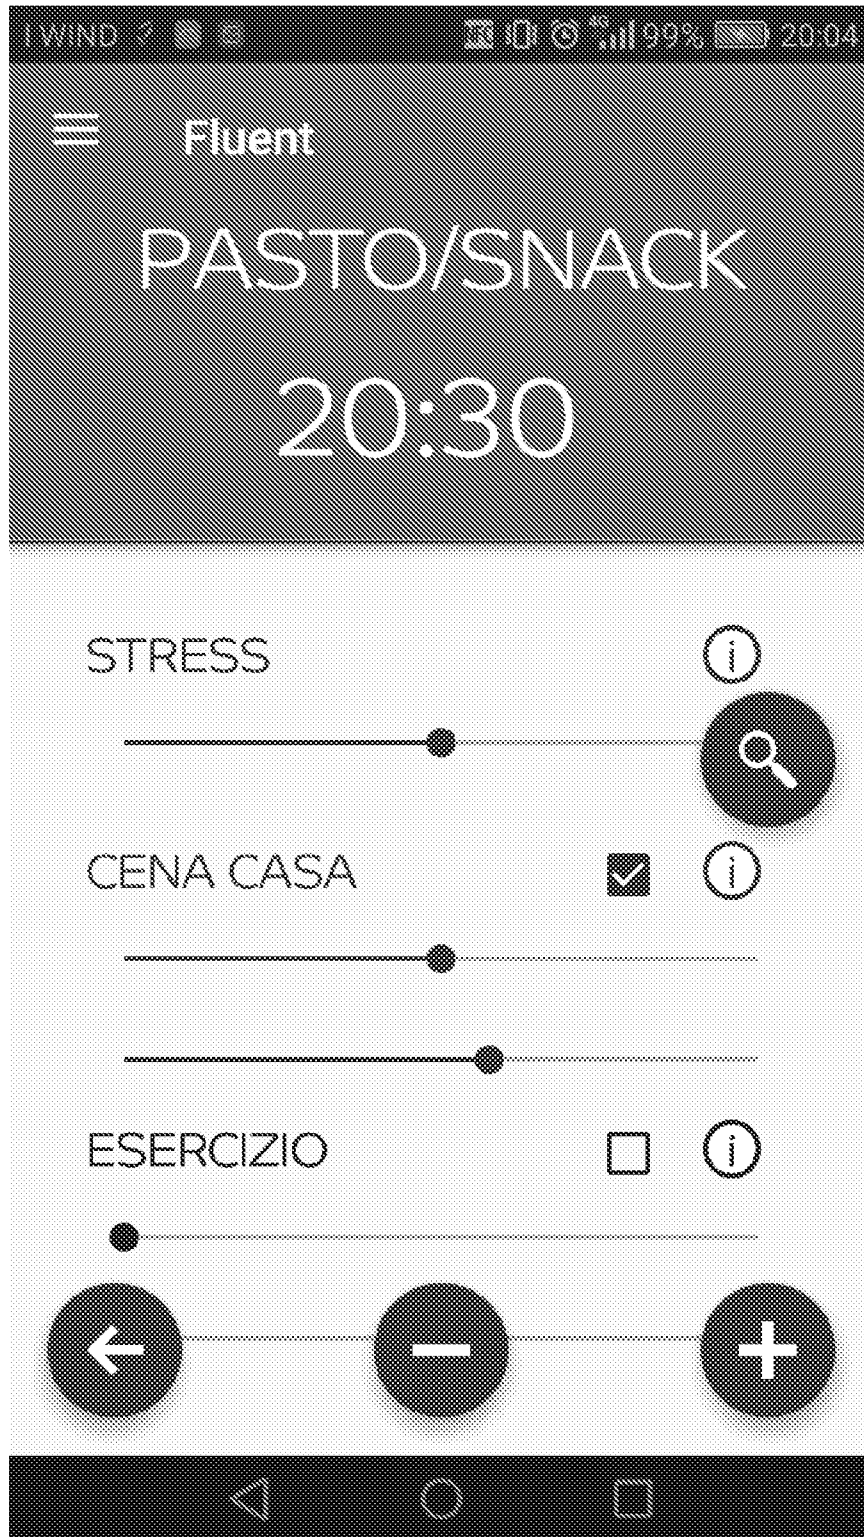 I WIND 99% 20:04
Fluent
PASTO/SNACK
20:30
STRESS
i
CENA CASA
i
ESERCIZIO
i